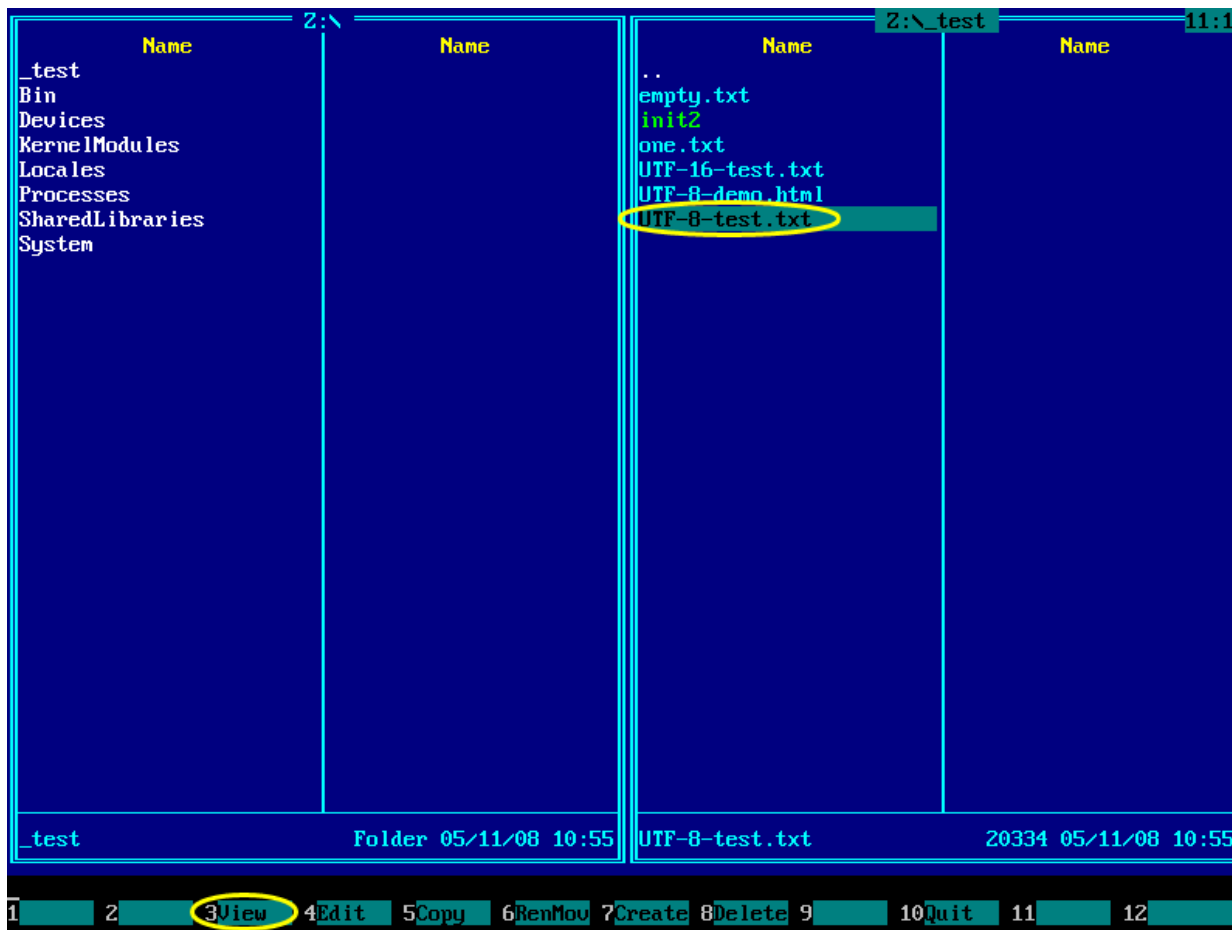 Z:\
Name Name
_test
Bin
Devices
KernelModules
Locales
Processes
SharedLibraries
System
_test Folder 05/11/08 10:55
Z:\_test 11:1
Name Name
..
empty.txt
init2
one.txt
UTF-16-test.txt
UTF-8-demo.html
UTF-8-test.txt
UTF-8-test.txt 20334 05/11/08 10:55
1 2 3View 4Edit 5Copy 6RenMov 7Create 8Delete 9 10Quit 11 12